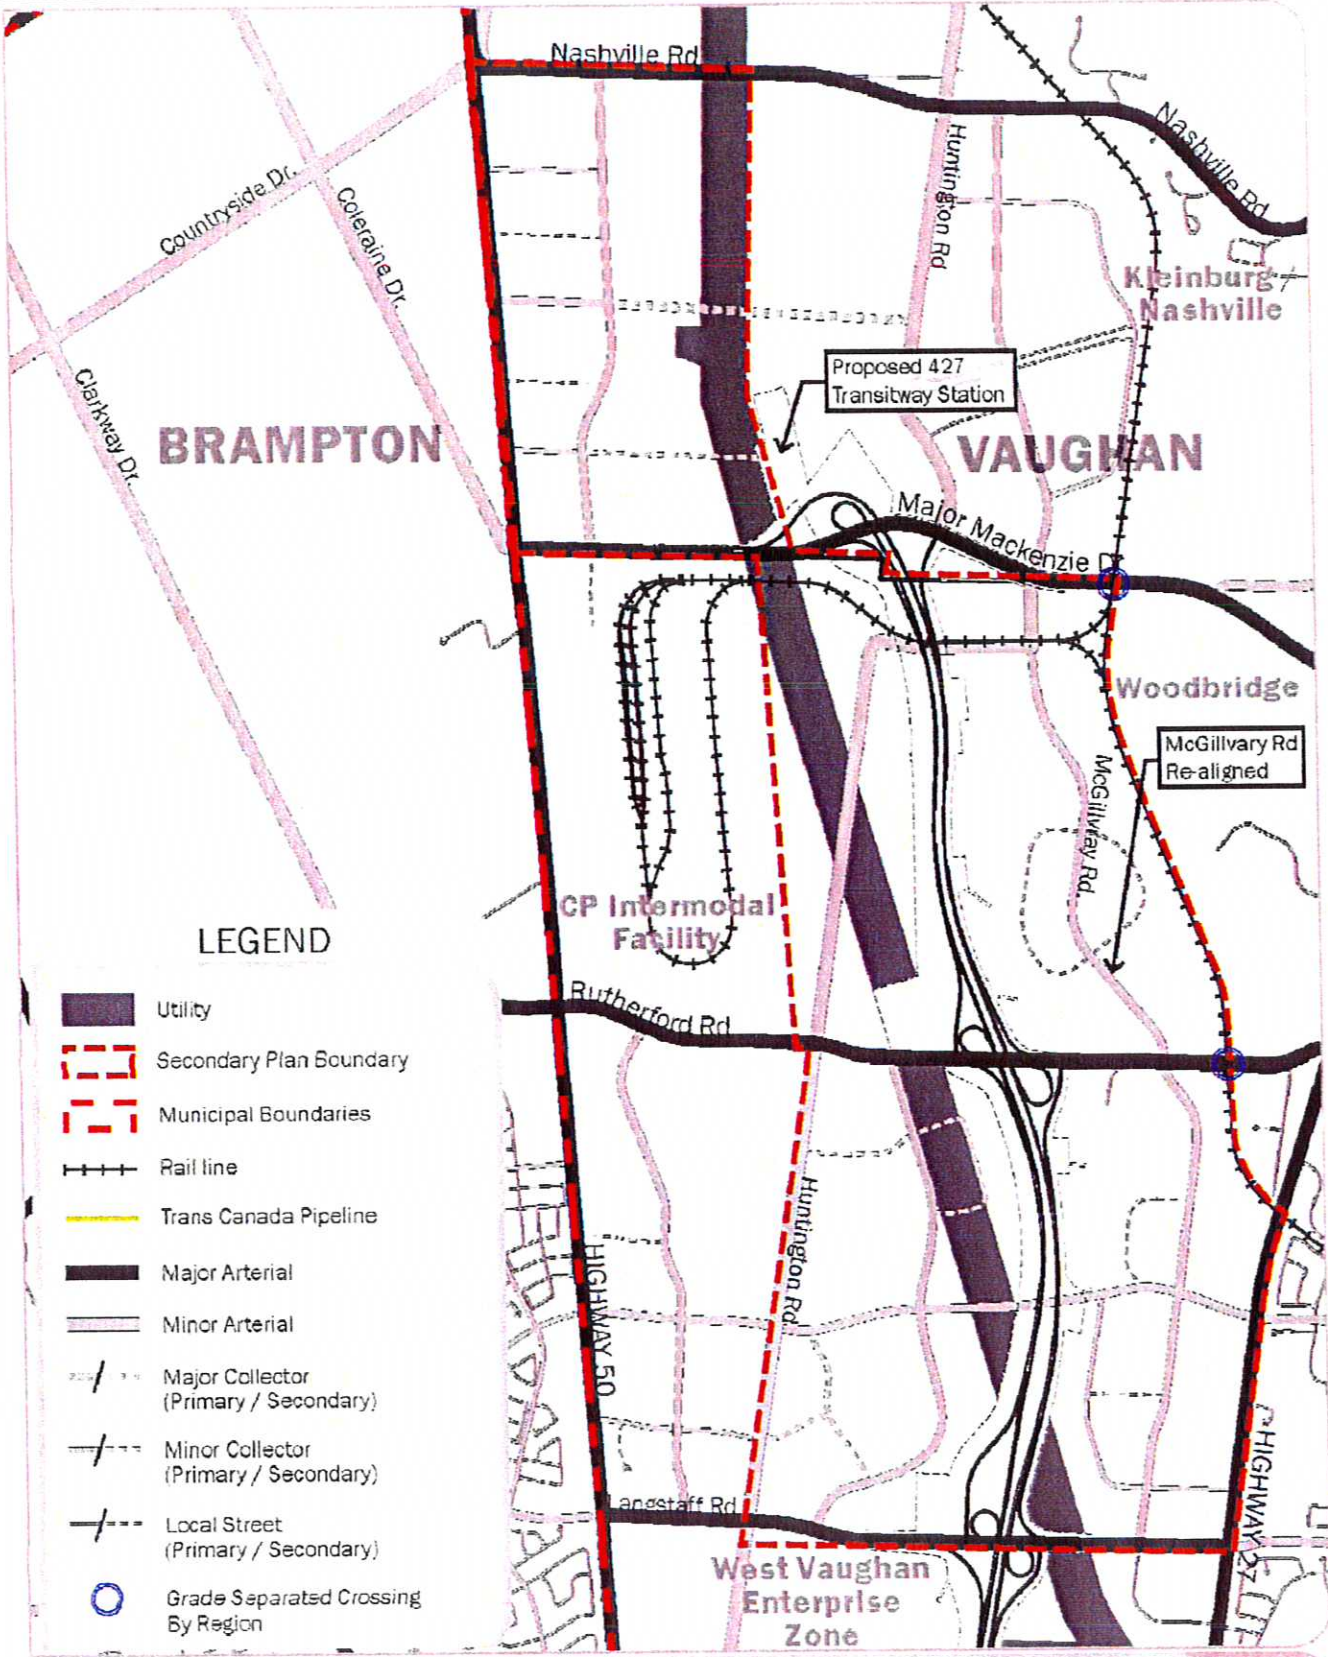 Nashville Rd
Nashville Rd
Huntington Rd
Countryside Dr.
Coleraine Dr.
Clarkway Dr.
Kleinburg /
Nashville
Proposed 427
Transitway Station
BRAMPTON
VAUGHAN
Major Mackenzie D
Woodbridge
McGillvary Rd
Re-aligned
McGillvray Rd.
CP Intermodal
Facility
Rutherford Rd
Huntington Rd
HIGHWAY 50
HIGHWAY 27
Langstaff Rd
West Vaughan
Enterprise
Zone
LEGEND
Utility
Secondary Plan Boundary
Municipal Boundaries
Rail line
Trans Canada Pipeline
Major Arterial
Minor Arterial
Major Collector
(Primary / Secondary)
Minor Collector
(Primary / Secondary)
Local Street
(Primary / Secondary)
Grade Separated Crossing
By Region